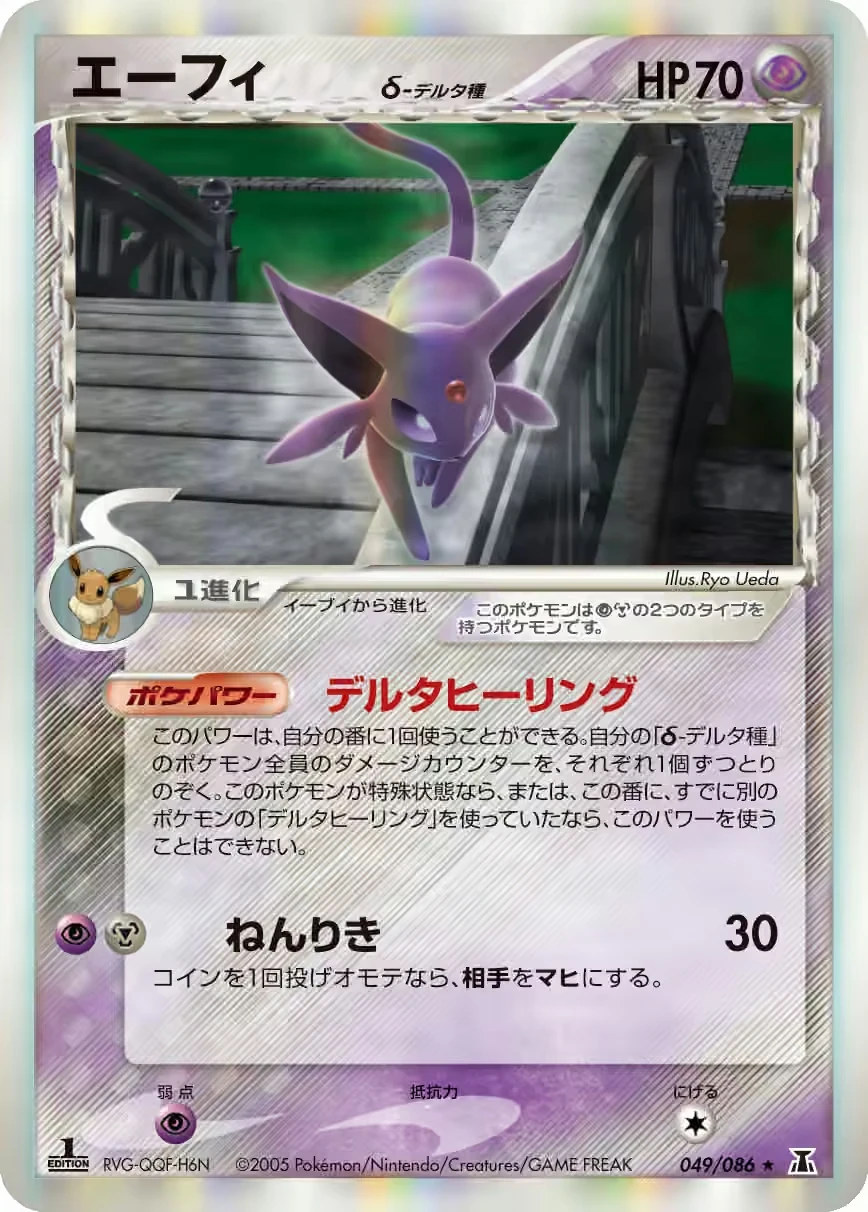 エーフィ δ-デルタ種 HP70
Illus.Ryo Ueda
1進化 イーブイから進化
このポケモンは の2つのタイプを
持つポケモンです。
ポケパワー デルタヒーリング
このパワーは、自分の番に1回使うことができる。自分の「δ-デルタ種」
のポケモン全員のダメージカウンターを、それぞれ1個ずつとり
のぞく。このポケモンが特殊状態なら、または、この番に、すでに別の
ポケモンの「デルタヒーリング」を使っていたなら、このパワーを使う
ことはできない。
ねんりき 30
コインを1回投げオモテなら、相手をマヒにする。
弱点 抵抗力 にげる
1
EDITION RVG-QQF-H6N ©2005 Pokémon/Nintendo/Creatures/GAME FREAK 049/086 ★